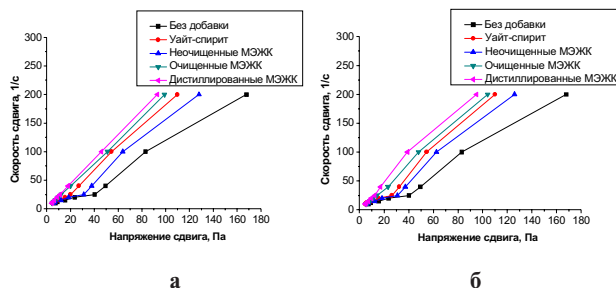 Без добавки
Уайт-спирит
Неочищенные МЭЖК
Очищенные МЭЖК
Дистиллированные МЭЖК
Скорость сдвига, 1/с
300
250
200
150
100
50
0
0 20 40 60 80 100 120 140 160 180
Напряжение сдвига, Па
а
Без добавки
Уайт-спирит
Неочищенные МЭЖК
Очищенные МЭЖК
Дистиллированные МЭЖК
Скорость сдвига, 1/с
300
250
200
150
100
50
0
0 20 40 60 80 100 120 140 160 180
Напряжение сдвига, Па
б